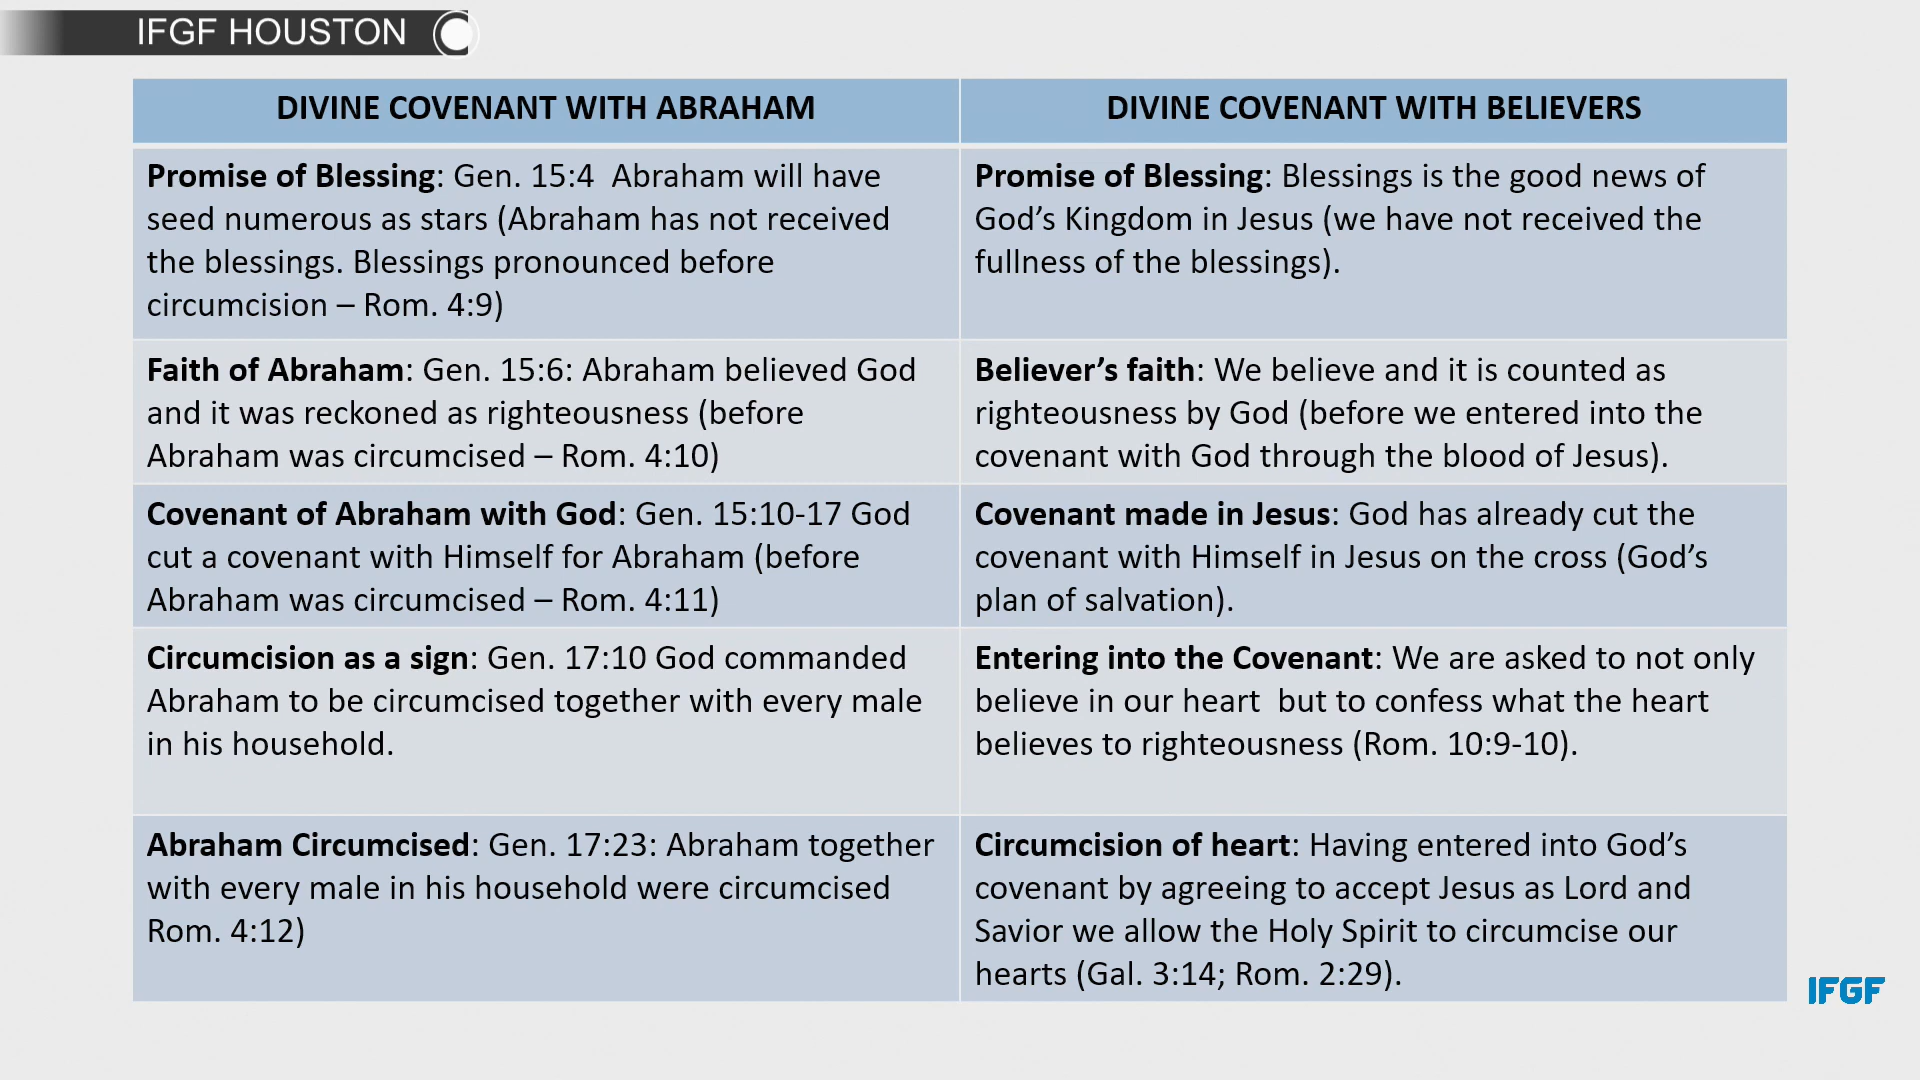 IFGF HOUSTON
DIVINE COVENANT WITH ABRAHAM
DIVINE COVENANT WITH BELIEVERS
Promise of Blessing: Gen. 15:4  Abraham will have
seed numerous as stars (Abraham has not received
the blessings. Blessings pronounced before
circumcision – Rom. 4:9)
Promise of Blessing: Blessings is the good news of
God’s Kingdom in Jesus (we have not received the
fullness of the blessings).
Faith of Abraham: Gen. 15:6: Abraham believed God
and it was reckoned as righteousness (before
Abraham was circumcised – Rom. 4:10)
Believer’s faith: We believe and it is counted as
righteousness by God (before we entered into the
covenant with God through the blood of Jesus).
Covenant of Abraham with God: Gen. 15:10-17 God
cut a covenant with Himself for Abraham (before
Abraham was circumcised – Rom. 4:11)
Covenant made in Jesus: God has already cut the
covenant with Himself in Jesus on the cross (God’s
plan of salvation).
Circumcision as a sign: Gen. 17:10 God commanded
Abraham to be circumcised together with every male
in his household.
Entering into the Covenant: We are asked to not only
believe in our heart  but to confess what the heart
believes to righteousness (Rom. 10:9-10).
Abraham Circumcised: Gen. 17:23: Abraham together
with every male in his household were circumcised
Rom. 4:12)
Circumcision of heart: Having entered into God’s
covenant by agreeing to accept Jesus as Lord and
Savior we allow the Holy Spirit to circumcise our
hearts (Gal. 3:14; Rom. 2:29).
IFGF